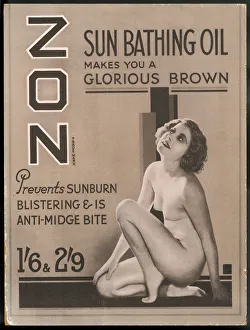 ZON
SUN BATHING OIL
MAKES YOU A
GLORIOUS BROWN
Prevents SUNBURN
BLISTERING & IS
ANTI-MIDGE BITE
1'6 & 2'9